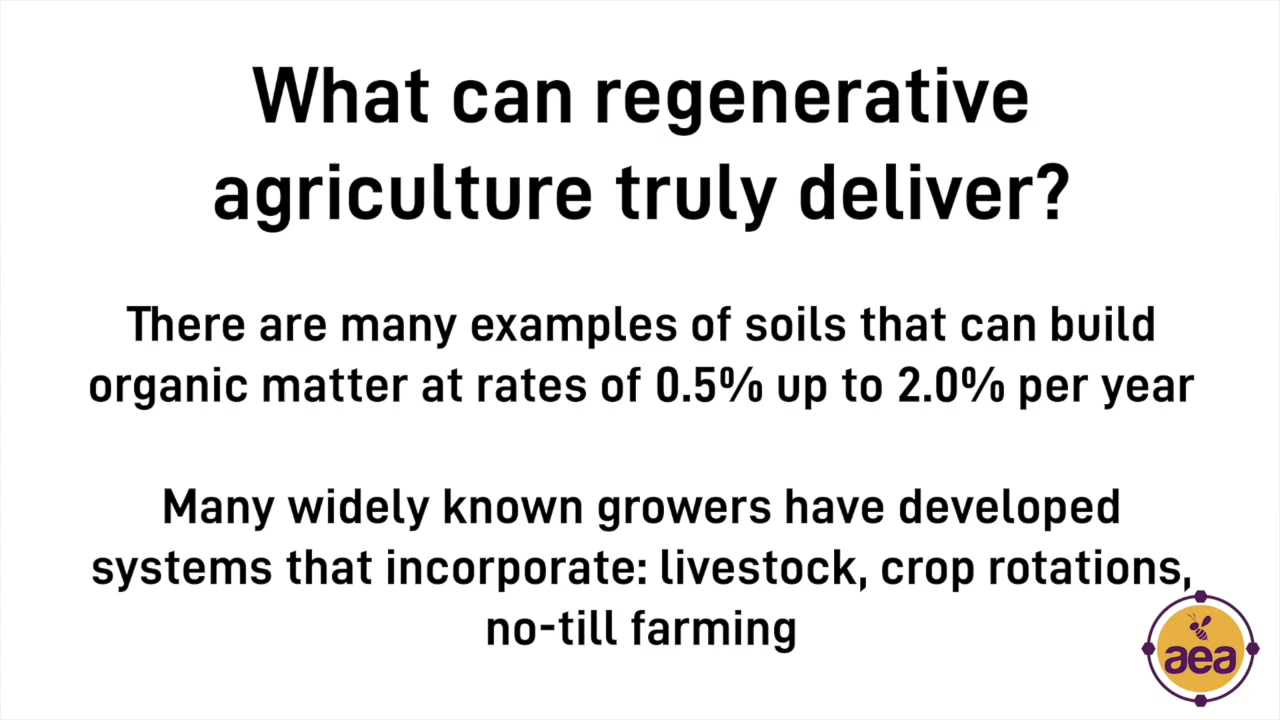 What can regenerative
agriculture truly deliver?
There are many examples of soils that can build
organic matter at rates of 0.5% up to 2.0% per year
Many widely known growers have developed
systems that incorporate: livestock, crop rotations,
no-till farming
aea